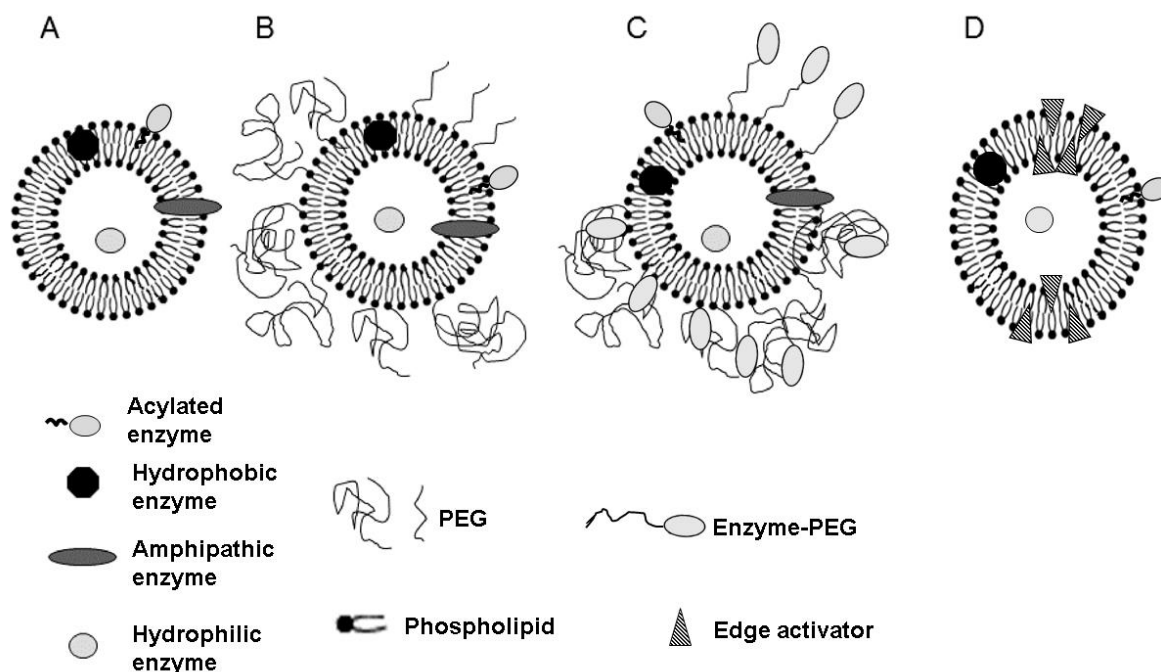 A
B
C
D
Acylated
enzyme
Hydrophobic
enzyme
PEG
Enzyme-PEG
Amphipathic
enzyme
Phospholipid
Edge activator
Hydrophilic
enzyme